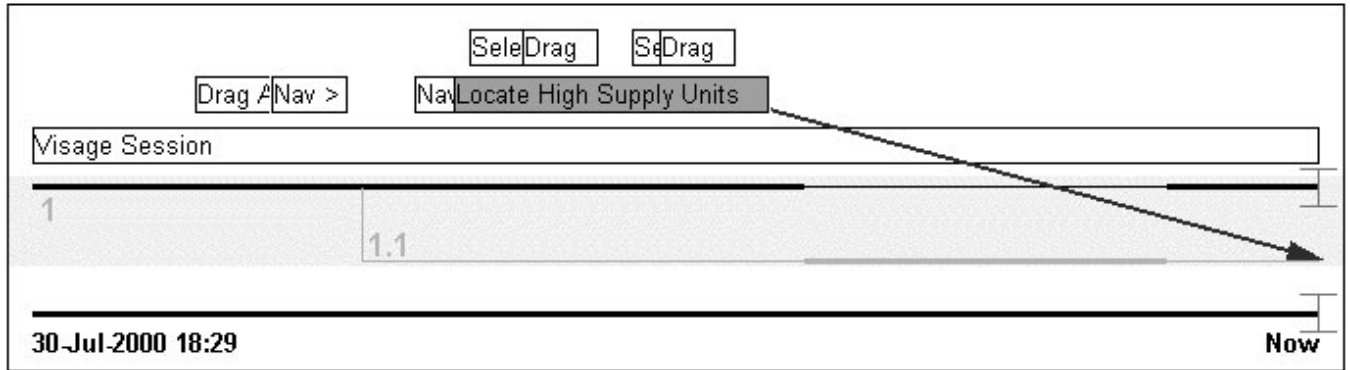 Sele Drag Se Drag
Drag A Nav > Nav Locate High Supply Units
Visage Session
1
1.1
30-Jul-2000 18:29 Now